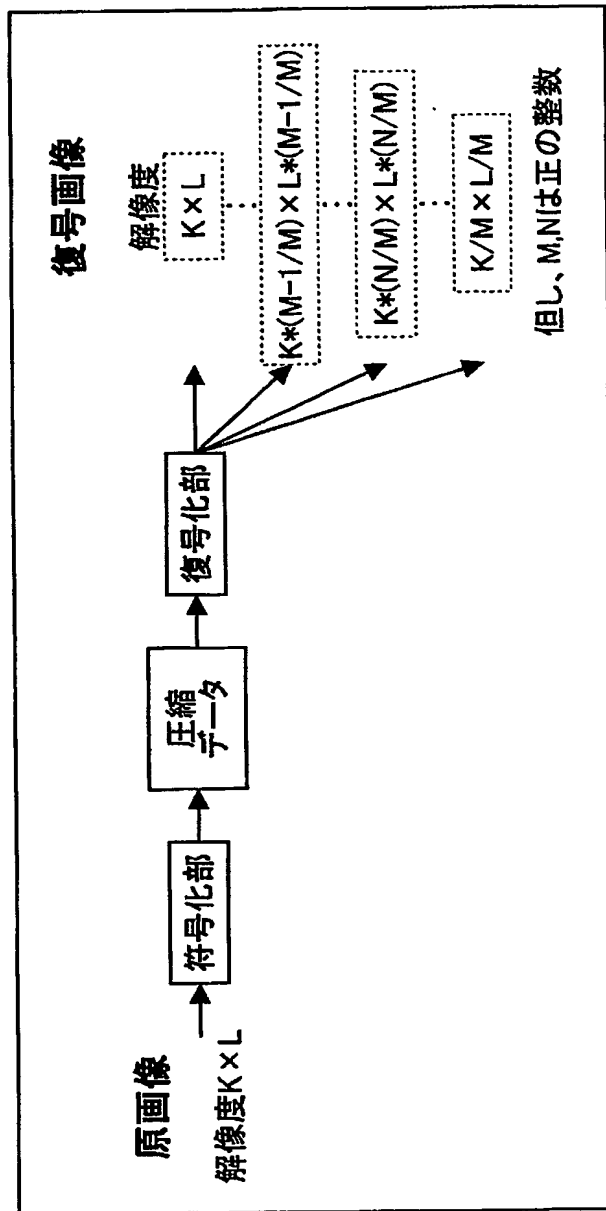 原画像
解像度K×L
符号化部
圧縮
データ
復号化部
復号画像
解像度
K×L
K*(M-1/M)×L*(M-1/M)
K*(N/M)×L*(N/M)
K/M×L/M
但し、M,Nは正の整数